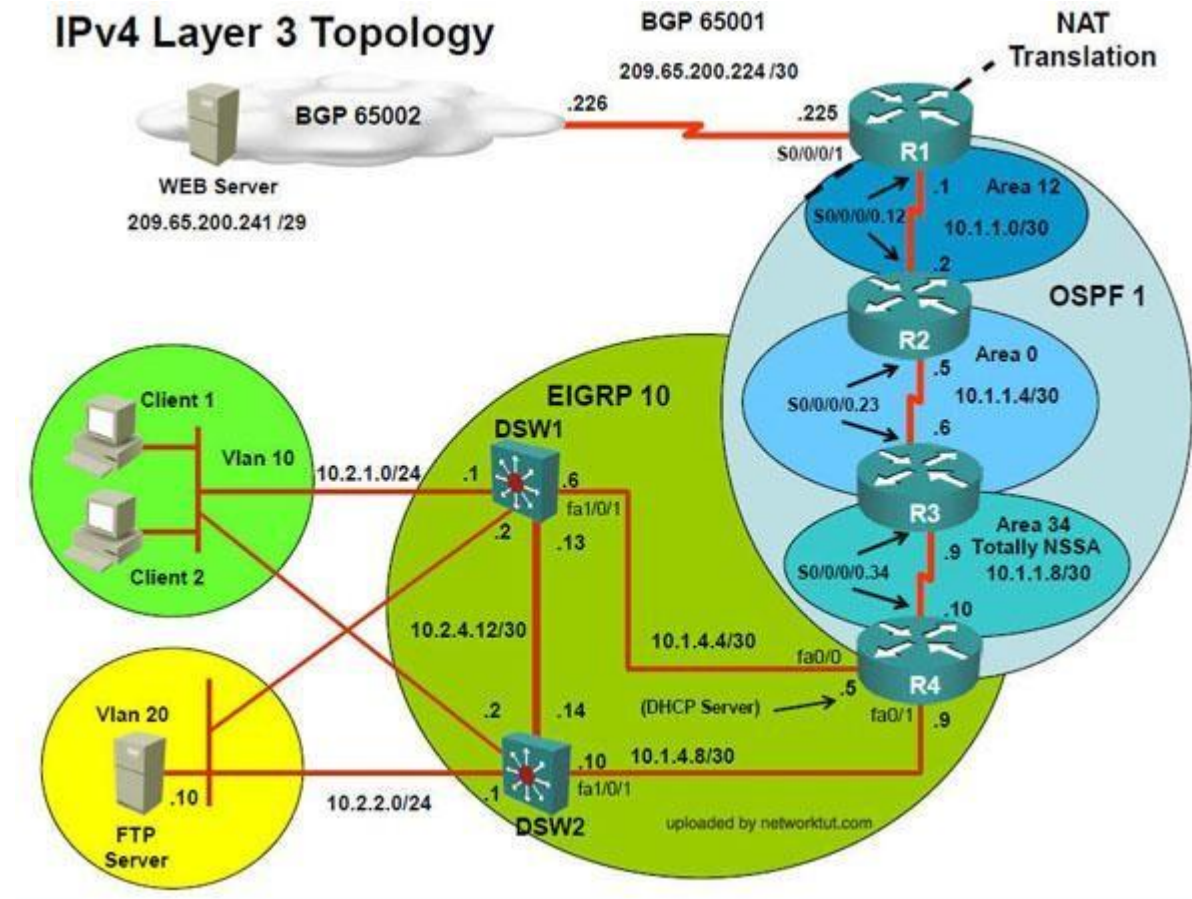 IPv4 Layer 3 Topology
BGP 65001
NAT
Translation
209.65.200.224 /30
BGP 65002
.226
.225
S0/0/0/1
R1
WEB Server
209.65.200.241 /29
.1
Area 12
S0/0/0/0.12
10.1.1.0/30
.2
OSPF 1
R2
Area 0
.5
10.1.1.4/30
S0/0/0/0.23
.6
R3
Area 34
Totally NSSA
.9
10.1.1.8/30
S0/0/0/0.34
.10
EIGRP 10
DSW1
Client 1
Vlan 10
10.2.1.0/24
.1
.6
fa1/0/1
.2
.13
Client 2
10.2.4.12/30
10.1.4.4/30
fa0/0
R4
.5
(DHCP Server)
fa0/1
.9
Vlan 20
.2
.14
.10
10.1.4.8/30
fa1/0/1
.10
10.2.2.0/24
.1
DSW2
FTP
Server
uploaded by networktut.com